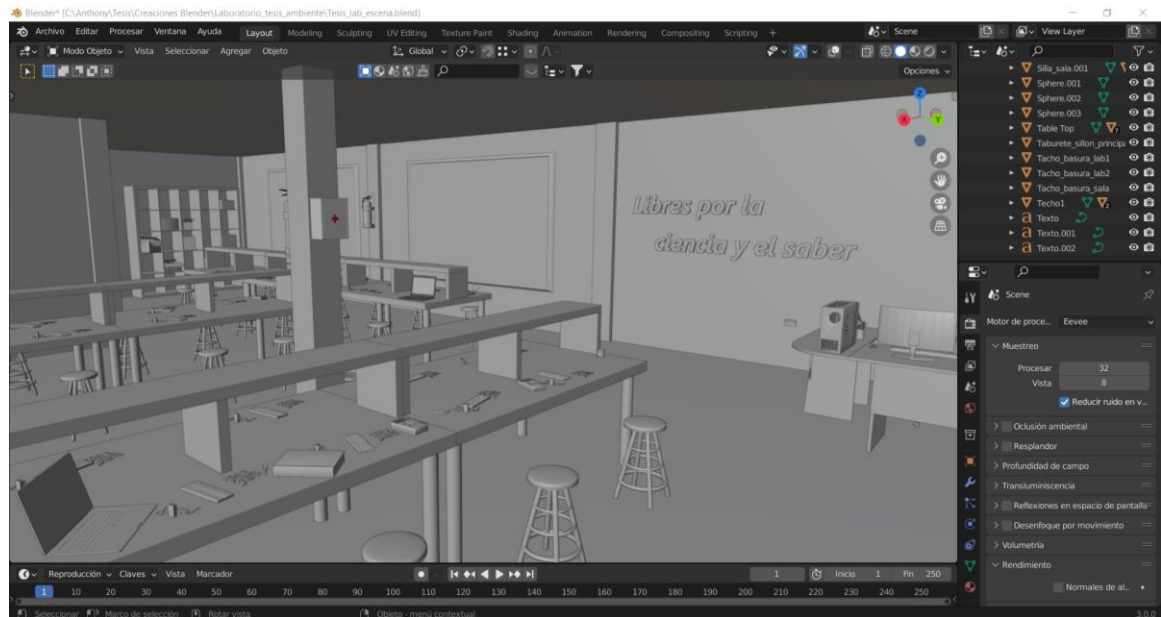 Blender* [C:\Anthony\Tesis\Creaciones Blender\Laboratorio_tesis_ambiente\Tesis_lab_escena.blend]
Archivo Editar Procesar Ventana Ayuda Layout Modeling Sculpting UV Editing Texture Paint Shading Animation Rendering Compositing Scripting + Scene View Layer
Modo Objeto Vista Seleccionar Agregar Objeto Global
Opciones
Z
X
Y
Silla_sala.001
Sphere.001
Sphere.002
Sphere.003
Table Top 7
Taburete_sillon_princip
Tacho_basura_lab1
Tacho_basura_lab2
Tacho_basura_sala
Techo1 2
Texto
Texto.001
Texto.002
Libres por la
ciencia y el saber
Scene
Motor de proce... Eevee
Muestreo
Procesar 32
Vista 8
Reducir ruido en v...
Oclusión ambiental
Resplandor
Profundidad de campo
Transluminiscencia
Reflexiones en espacio de pantalla
Desenfoque por movimiento
Volumetría
Rendimiento
Normales de al...
Reproducción Claves Vista Marcador 1 Inicio 1 Fin 250
1 10 20 30 40 50 60 70 80 90 100 110 120 130 140 150 160 170 180 190 200 210 220 230 240 250
Seleccionar Marco de selección Rotar vista Objeto - menú contextual 3.0.0